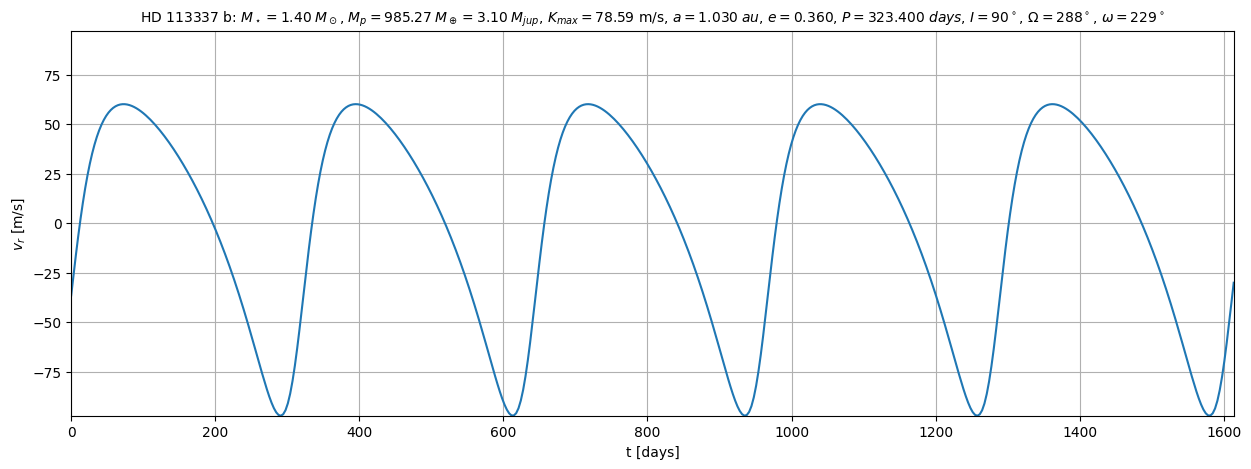 HD 113337 b: M⋆ = 1.40 M⊙, Mp = 985.27 M⊕ = 3.10 Mjup, Kmax = 78.59 m/s, a = 1.030 au, e = 0.360, P = 323.400 days, I = 90°, Ω = 288°, ω = 229°
75
50
25
0
−25
−50
−75
vr [m/s]
0 200 400 600 800 1000 1200 1400 1600
t [days]